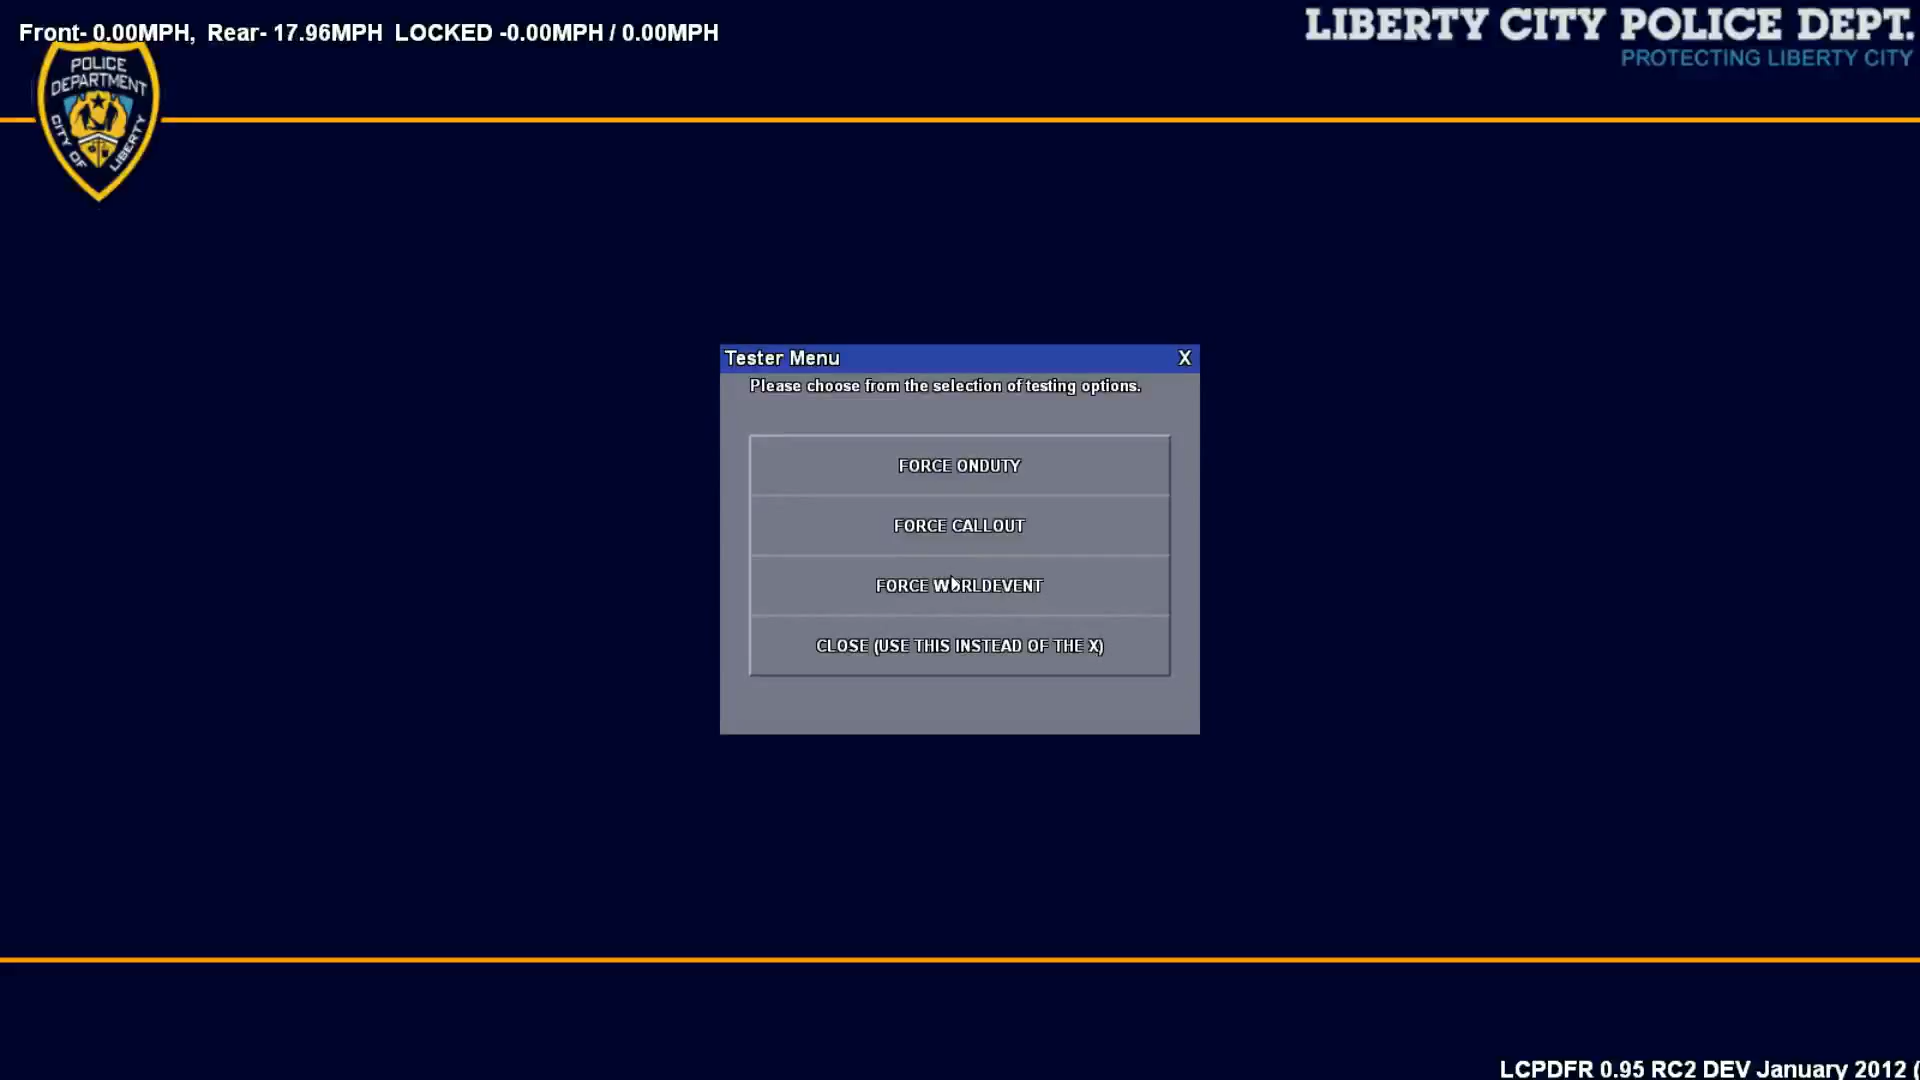 Front- 0.00MPH, Rear- 17.96MPH LOCKED -0.00MPH / 0.00MPH
LIBERTY CITY POLICE DEPT.
PROTECTING LIBERTY CITY
POLICE
DEPARTMENT
CITY OF LIBERTY
Tester Menu X
Please choose from the selection of testing options.
FORCE ONDUTY
FORCE CALLOUT
FORCE WORLDEVENT
CLOSE (USE THIS INSTEAD OF THE X)
LCPDFR 0.95 RC2 DEV January 2012 (